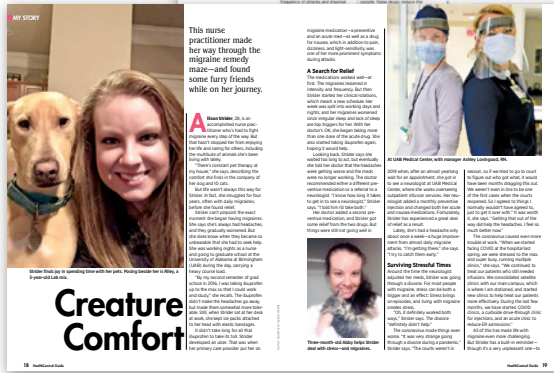 MY STORY
This nurse
practitioner made
her way through the
migraine remedy
maze—and found
some furry friends
while on her journey.
Alison Strider, 28, is an
accomplished nurse prac-
titioner who's had to fight
migraine every step of the way. But
that hasn't stopped her from enjoying
her life and caring for others, including
the multitude of animals she's been
living with lately.
"There's constant pet therapy at
my house," she says, describing the
comfort she finds in the company of
her dog and 10 cats.
But life wasn't always this way for
Strider. In fact, she struggled for four
years, often with daily migraines,
before she found relief.
Strider can't pinpoint the exact
moment she began having migraines.
She says she'd always had headaches,
and they gradually worsened. But
she does know when they became so
unbearable that she had to seek help.
She was working nights as a nurse
and going to graduate school at the
University of Alabama at Birmingham
(UAB) during the day, carrying a
heavy course load.
"By my second semester of grad
school in 2016, I was taking ibuprofen
up to the max so that I could work
and study," she recalls. The ibuprofen
didn't make the headaches go away,
but made them somewhat more toler-
able. Still, when Strider sat at her desk
at work, she kept ice packs attached
to her head with elastic bandages.
It didn't take long for all that
ibuprofen to take its toll. Strider
developed an ulcer. That was when
her primary care provider put her on
Strider finds joy in spending time with her pets. Posing beside her is Riley, a
3-year-old Lab mix.
Creature
Comfort
18 HealthCentral Guide
migraine medication—a preventive
and an acute med—as well as a drug
for nausea, which in addition to pain,
dizziness, and light-sensitivity, was
one of her more prominent symptoms
during attacks.
A Search for Relief
The medications worked well—at
first. The migraines lessened in
intensity and frequency. But then
Strider started her clinical rotations,
which meant a new schedule. Her
week was split into working days and
nights, and her migraines worsened
since irregular sleep and lack of sleep
are top triggers for her. With her
doctor's OK, she began taking more
than one dose of the acute med. She
also started taking ibuprofen again,
hoping it would help.
Looking back, Strider says she
waited too long to act, but eventually
she told her doctor that the headaches
were getting worse and the meds
were no longer working. The doctor
recommended either a different pre-
ventive medication or a referral to a
neurologist. "I know how long it takes
to get in to see a neurologist," Strider
says. "I told him I'd take both."
Her doctor added a second pre-
ventive medication, and Strider got
some relief from the two drugs. But
things were still not going well in
Three-month-old Abby helps Strider
deal with stress—and migraines.
At UAB Medical Center, with manager Ashley Lovingood, RN.
2019 when, after an almost yearlong
wait for an appointment, she got in
to see a neurologist at UAB Medical
Center, where she works overseeing
outpatient infusion services. Her neu-
rologist added a monthly preventive
injection and changed both her acute
and nausea medications. Fortunately,
Strider has experienced a great deal
of relief as a result.
Lately, she's had a headache only
about once a week—a huge improve-
ment from almost daily migraine
attacks. "I'm getting there," she says.
"I try to catch them early."
Surviving Stressful Times
Around the time the neurologist
adjusted her meds, Strider was going
through a divorce. For most people
with migraine, stress can be both a
trigger and an effect: Stress brings
on episodes, and living with migraine
creates stress.
"Oh, it definitely worked both
ways," Strider says. The divorce
"definitely didn't help."
The coronavirus made things even
worse. "It was very strange going
through a divorce during a pandemic,"
Strider says. "The courts weren't in
session, so if we tried to go to court
to figure out who got what, it would
have been months dragging this out.
We weren't even in line to be one
of the first cases when the courts
reopened. So I agreed to things I
normally wouldn't have agreed to,
just to get it over with." It was worth
it, she says. "Getting that out of the
way did help the headaches. I feel so
much better now."
The coronavirus caused even more
trouble at work. "When we started
having COVID at the hospital last
spring, we were stressed to the max
and super busy, running multiple
clinics," she says. "We continued to
treat our patients who still needed
infusions. We consolidated satellite
clinics with our main campus, which
is where I am stationed, and started
new clinics to help treat our patients
more effectively. During the last few
months, we have started COVID
clinics, a curbside drive-through clinic
for injections, and an acute clinic to
reduce ER admissions."
All of this has made life with
migraine even more challenging.
But Strider has a built-in reminder—
though it's a very unpleasant one—to
HealthCentral Guide 19